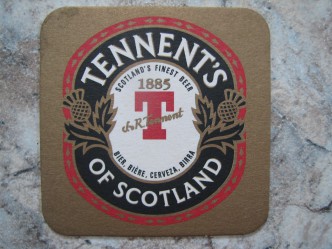 TENNENT'S
SCOTLAND'S FINEST BEER
1885
T
J & R Tennent
BIER, BIÈRE, CERVEZA, BIRRA
OF SCOTLAND